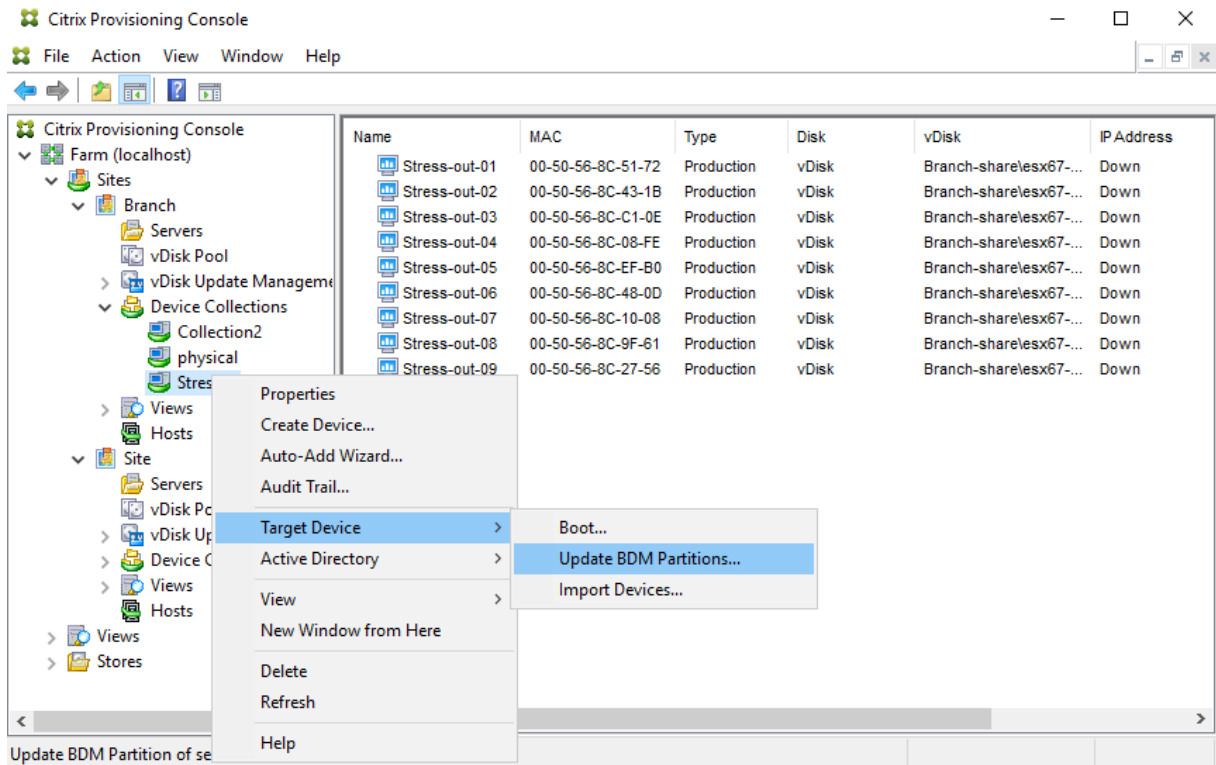 Citrix Provisioning Console
File Action View Window Help
Citrix Provisioning Console
Farm (localhost)
Sites
Branch
Servers
vDisk Pool
vDisk Update Manageme
Device Collections
Collection2
physical
Stres
Views
Hosts
Site
Servers
vDisk Po
vDisk Up
Device C
Views
Hosts
Views
Stores
Name MAC Type Disk vDisk IP Address
Stress-out-01 00-50-56-8C-51-72 Production vDisk Branch-share\esx67-... Down
Stress-out-02 00-50-56-8C-43-1B Production vDisk Branch-share\esx67-... Down
Stress-out-03 00-50-56-8C-C1-0E Production vDisk Branch-share\esx67-... Down
Stress-out-04 00-50-56-8C-08-FE Production vDisk Branch-share\esx67-... Down
Stress-out-05 00-50-56-8C-EF-B0 Production vDisk Branch-share\esx67-... Down
Stress-out-06 00-50-56-8C-48-0D Production vDisk Branch-share\esx67-... Down
Stress-out-07 00-50-56-8C-10-08 Production vDisk Branch-share\esx67-... Down
Stress-out-08 00-50-56-8C-9F-61 Production vDisk Branch-share\esx67-... Down
Stress-out-09 00-50-56-8C-27-56 Production vDisk Branch-share\esx67-... Down
Properties
Create Device...
Auto-Add Wizard...
Audit Trail...
Target Device
Active Directory
View
New Window from Here
Delete
Refresh
Help
Boot...
Update BDM Partitions...
Import Devices...
Update BDM Partition of se